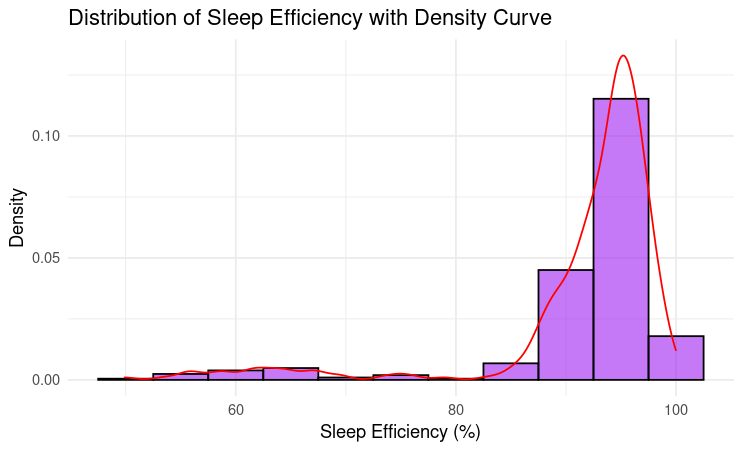 Distribution of Sleep Efficiency with Density Curve
Density
0.10
0.05
0.00
60 80 100
Sleep Efficiency (%)